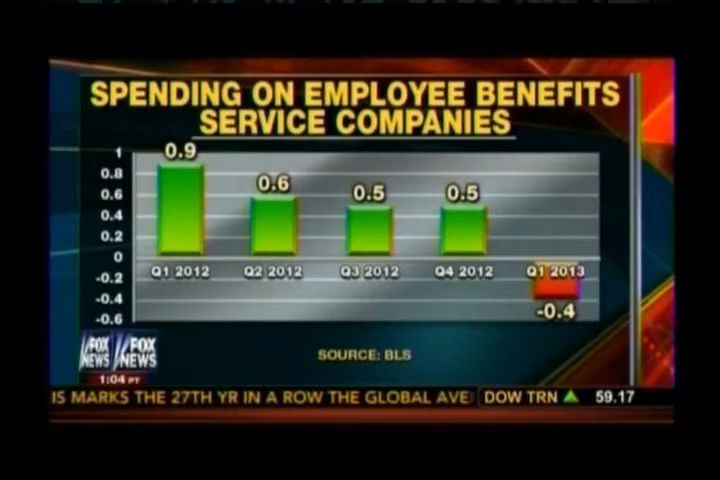 SPENDING ON EMPLOYEE BENEFITS
SERVICE COMPANIES
1
0.8
0.6
0.4
0.2
0
-0.2
-0.4
-0.6
0.9
0.6
0.5
0.5
-0.4
Q1 2012
Q2 2012
Q3 2012
Q4 2012
Q1 2013
SOURCE: BLS
FOX NEWS
FOX NEWS
1:04 PT
IS MARKS THE 27TH YR IN A ROW THE GLOBAL AVE
DOW TRN 59.17